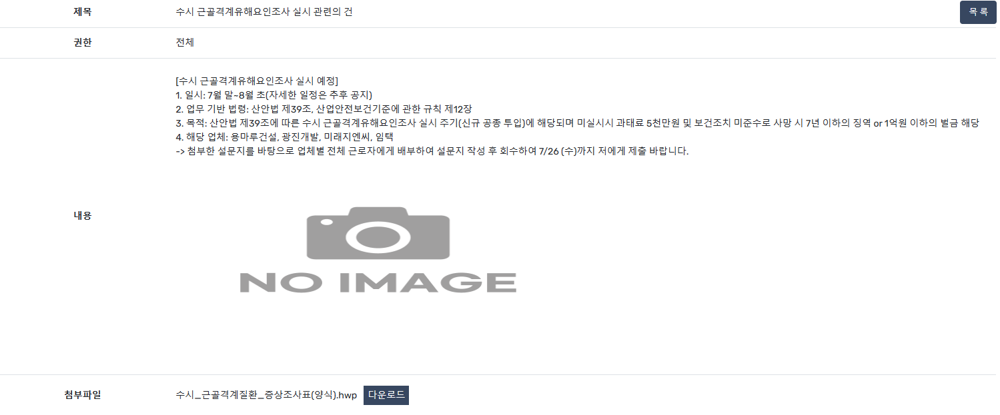 제목 수시 근골격계유해요인조사 실시 관련의 건 목록
권한 전체
[수시 근골격계유해요인조사 실시 예정]
1. 일시: 7월 말~8월 초(자세한 일정은 추후 공지)
2. 업무 기반 법령: 산안법 제39조, 산업안전보건기준에 관한 규칙 제12장
3. 목적: 산안법 제39조에 따른 수시 근골격계유해요인조사 실시 주기(신규 공종 투입)에 해당되며 미실시시 과태료 5천만원 및 보건조치 미준수로 사망 시 7년 이하의 징역 or 1억원 이하의 벌금 해당
4. 해당 업체: 용마루건설, 광진개발, 미래지엔씨, 임택
-> 첨부한 설문지를 바탕으로 업체별 전체 근로자에게 배부하여 설문지 작성 후 회수하여 7/26 (수)까지 저에게 제출 바랍니다.
내용
NO IMAGE
첨부파일 수시_근골격계질환_증상조사표(양식).hwp 다운로드